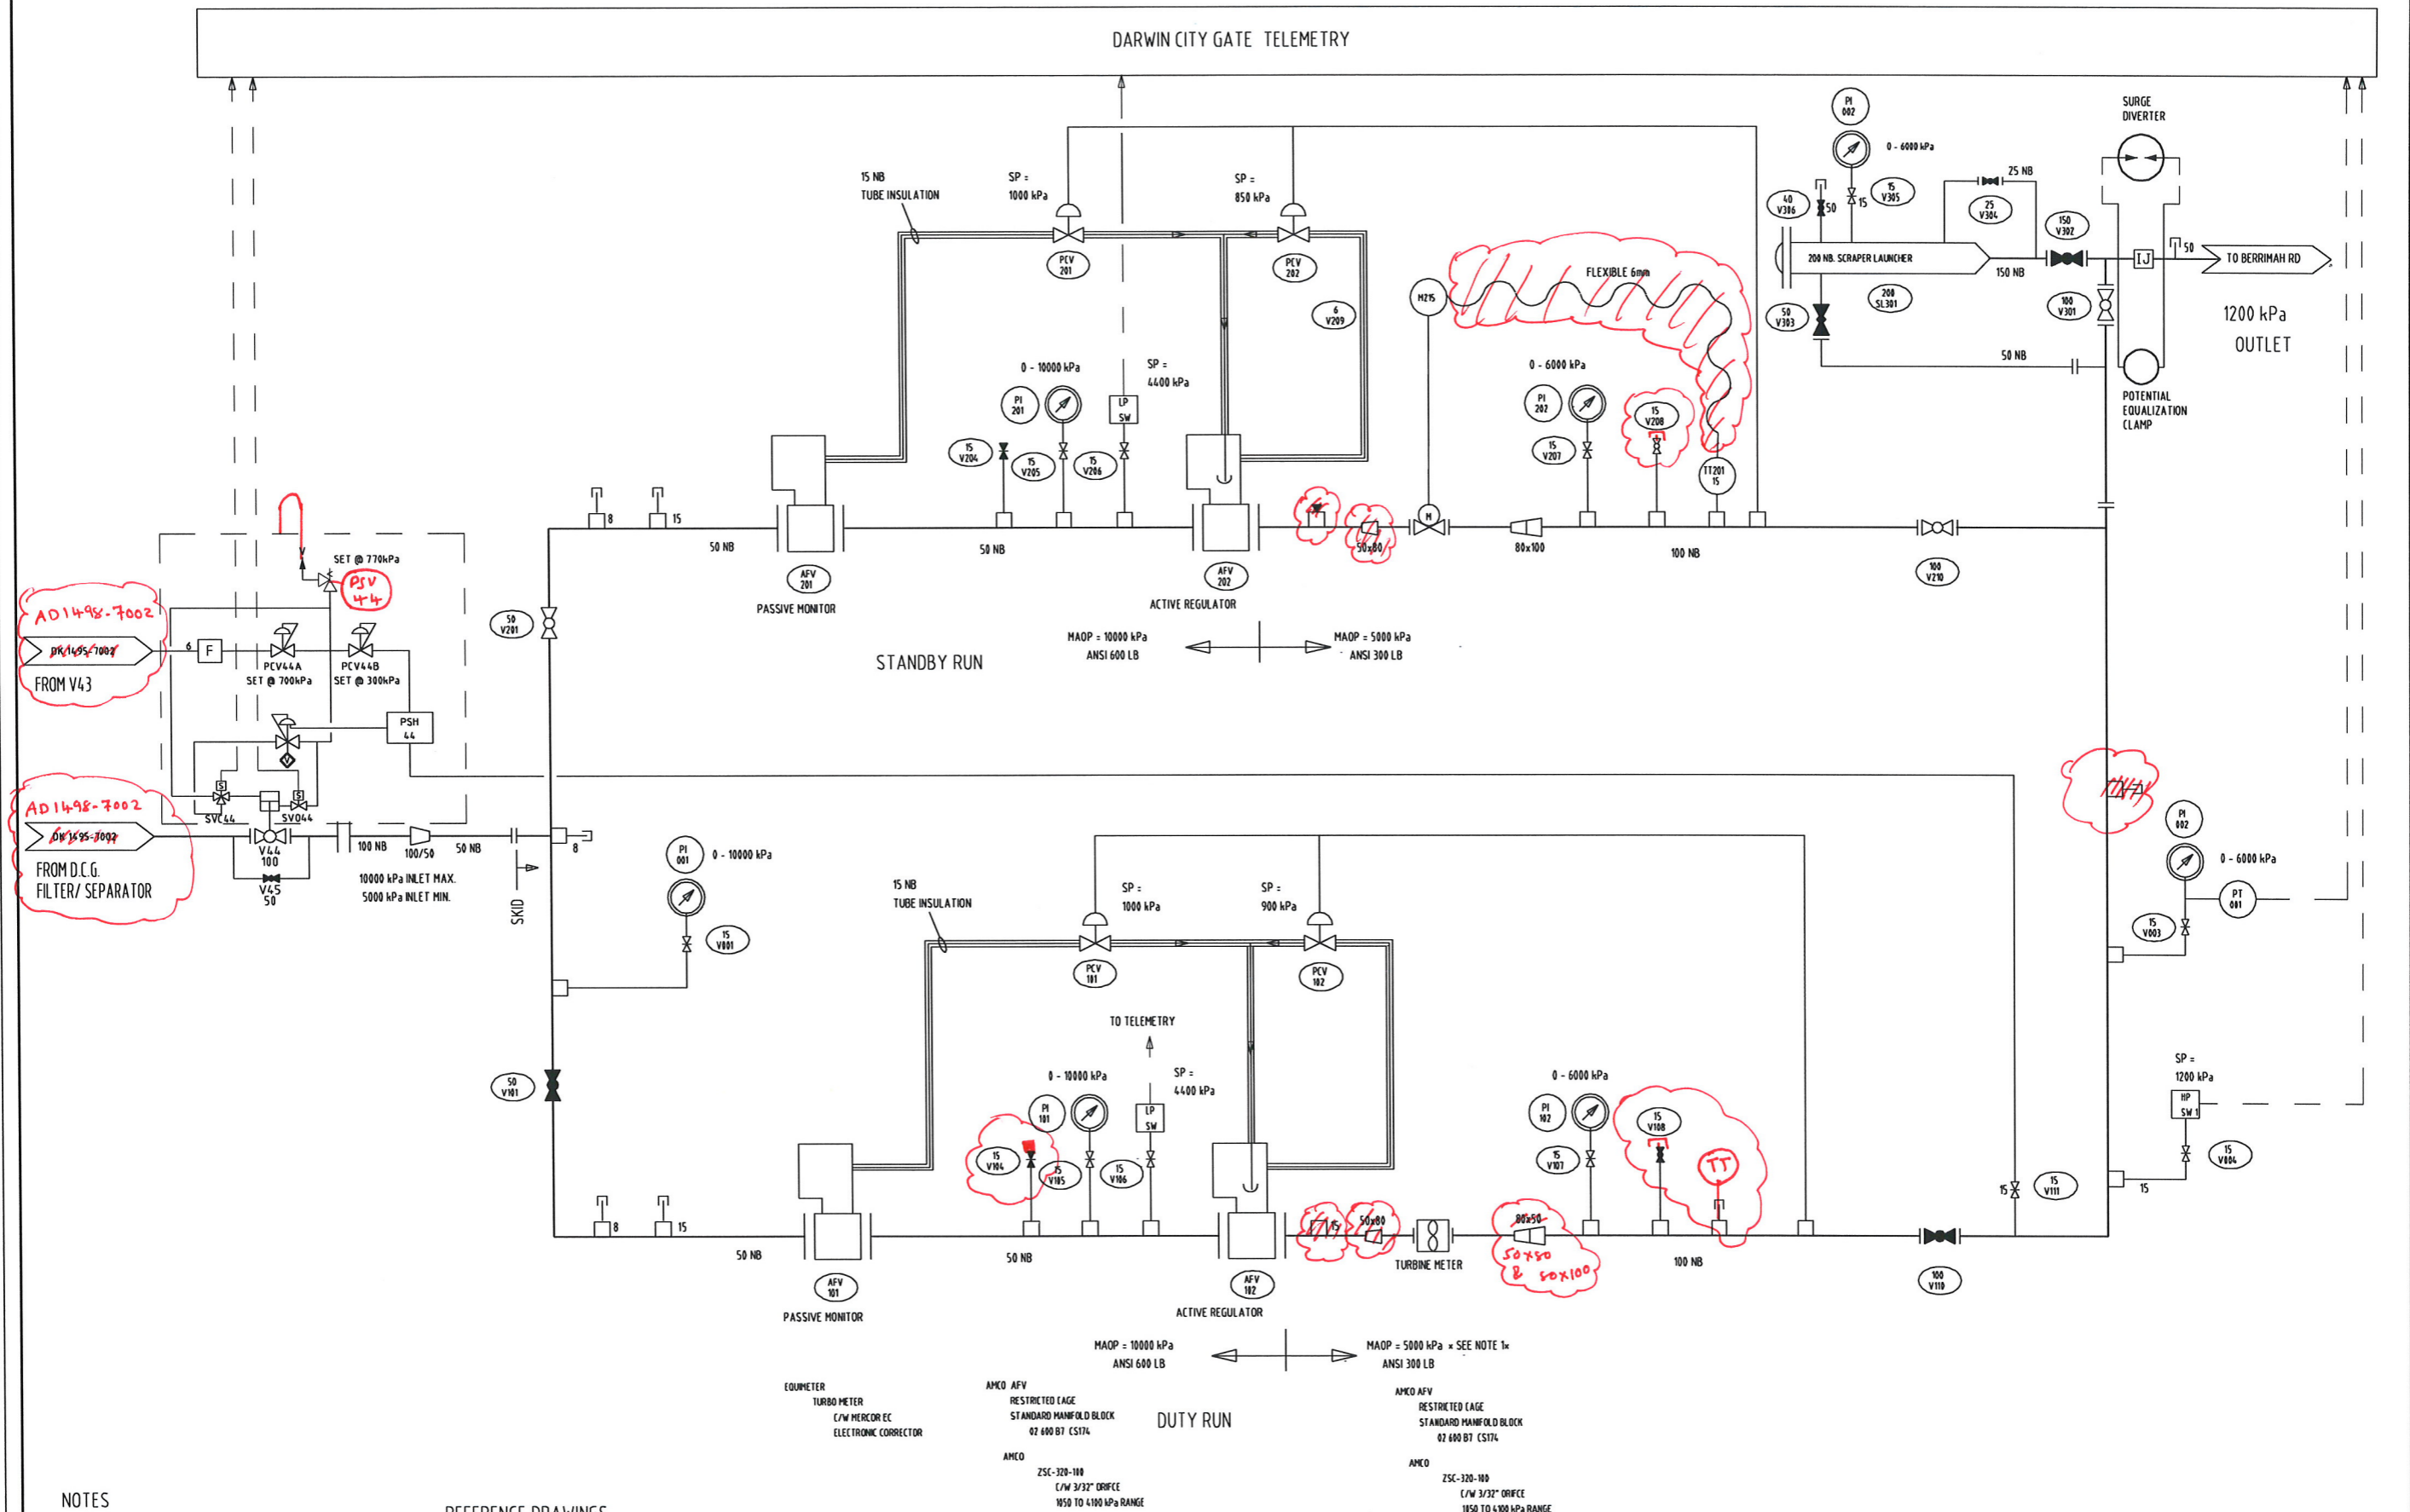 DARWIN CITY GATE TELEMETRY
PI
002
0 - 6000 kPa
SURGE
DIVERTER
15 NB
TUBE INSULATION
SP =
1000 kPa
SP =
850 kPa
40
V306
50
15
15
V305
25 NB
25
V304
150
V302
PCV
201
PCV
202
FLEXIBLE 6mm
200 NB. SCRAPER LAUNCHER
150 NB
IJ
50
TO BERRIMAH RD
M215
200
SL301
6
V209
50
V303
100
V301
1200 kPa
OUTLET
50 NB
0 - 10000 kPa
SP =
4400 kPa
0 - 6000 kPa
PI
201
LP
SW
PI
202
15
V208
POTENTIAL
EQUALIZATION
CLAMP
15
V204
15
V205
15
V206
15
V207
TT201
15
8
15
M
50 NB
50 NB
50x80
80x100
100 NB
SET @ 770kPa
PSV
44
AFV
201
AFV
202
100
V210
PASSIVE MONITOR
ACTIVE REGULATOR
AD1498-7002
50
V201
DK 1495-7002
6
F
PCV44A
PCV44B
MAOP = 10000 kPa
ANSI 600 LB
MAOP = 5000 kPa
ANSI 300 LB
STANDBY RUN
FROM V43
SET @ 700kPa
SET @ 300kPa
PSH
44
V
S
S
AD1498-7002
SVC44
SVO44
DK 1495-7002
V44
100
100 NB
100/50
50 NB
8
FROM D.C.G.
FILTER/ SEPARATOR
V45
50
10000 kPa INLET MAX.
5000 kPa INLET MIN.
SKID
PI
001
0 - 10000 kPa
15
V001
PI
002
0 - 6000 kPa
PT
001
15
V003
15 NB
TUBE INSULATION
SP =
1000 kPa
SP =
900 kPa
PCV
101
PCV
102
TO TELEMETRY
50
V101
0 - 10000 kPa
SP =
4400 kPa
0 - 6000 kPa
SP =
1200 kPa
PI
101
LP
SW
PI
102
15
V108
HP
SW 1
15
V104
15
V105
15
V106
15
V107
TT
15
V004
15
15
V111
15
8
15
15
50x80
80x50
50 NB
50 NB
TURBINE METER
50x80
& 80x100
100 NB
AFV
101
AFV
102
100
V110
PASSIVE MONITOR
ACTIVE REGULATOR
MAOP = 10000 kPa
ANSI 600 LB
MAOP = 5000 kPa * SEE NOTE 1*
ANSI 300 LB
EQUIMETER
TURBO METER
C/W MERCOR EC
ELECTRONIC CORRECTOR
AMCO AFV
RESTRICTED CAGE
STANDARD MANIFOLD BLOCK
02 600 B7 CS174
DUTY RUN
AMCO AFV
RESTRICTED CAGE
STANDARD MANIFOLD BLOCK
02 600 B7 CS174
AMCO
ZSC-320-100
C/W 3/32" ORIFCE
1050 TO 4100 kPa RANGE
AMCO
ZSC-320-100
C/W 3/32" ORIFCE
1050 TO 4100 kPa RANGE
NOTES
REFERENCE DRAWINGS